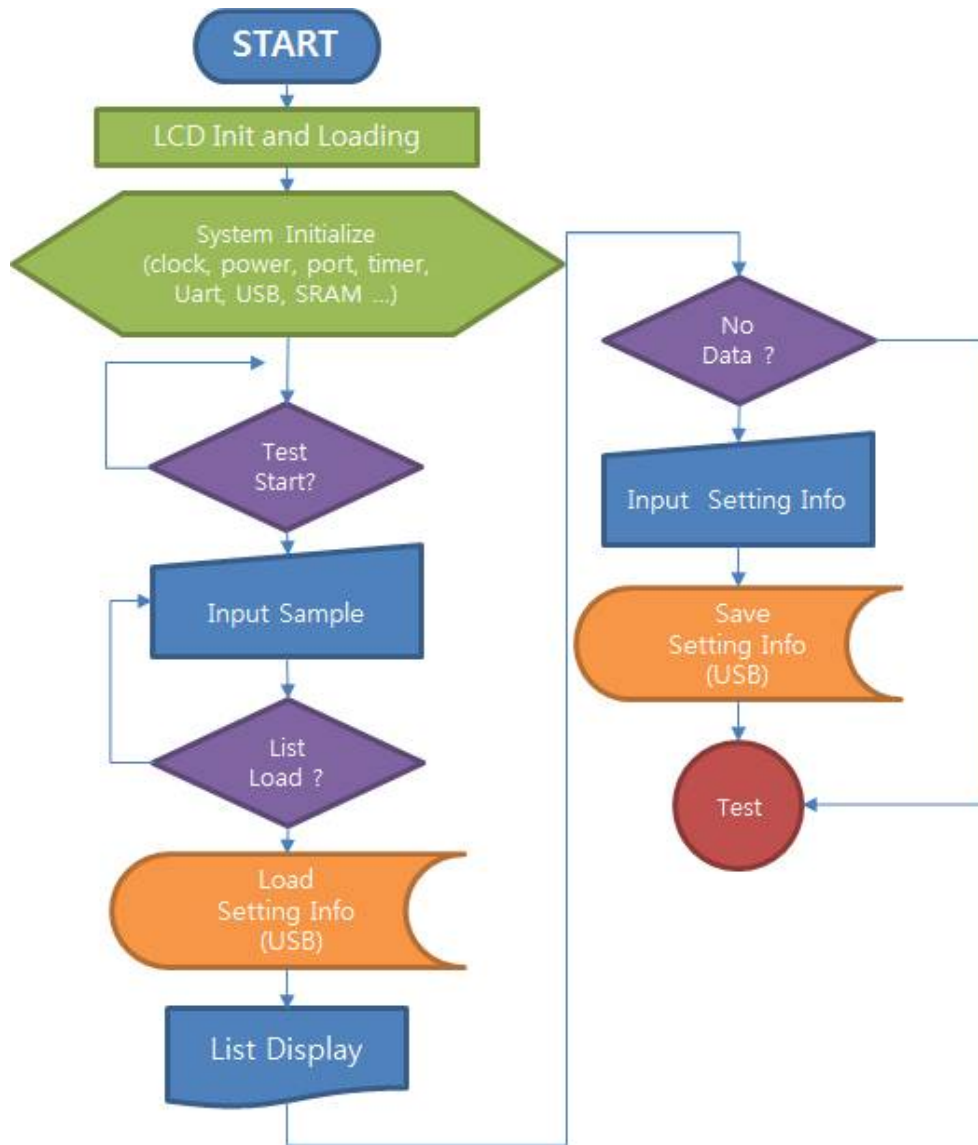 START
LCD Init and Loading
System Initialize
(clock, power, port, timer,
Uart, USB, SRAM ...)
Test
Start?
Input Sample
List
Load ?
Load
Setting Info
(USB)
List Display
No
Data ?
Input Setting Info
Save
Setting Info
(USB)
Test